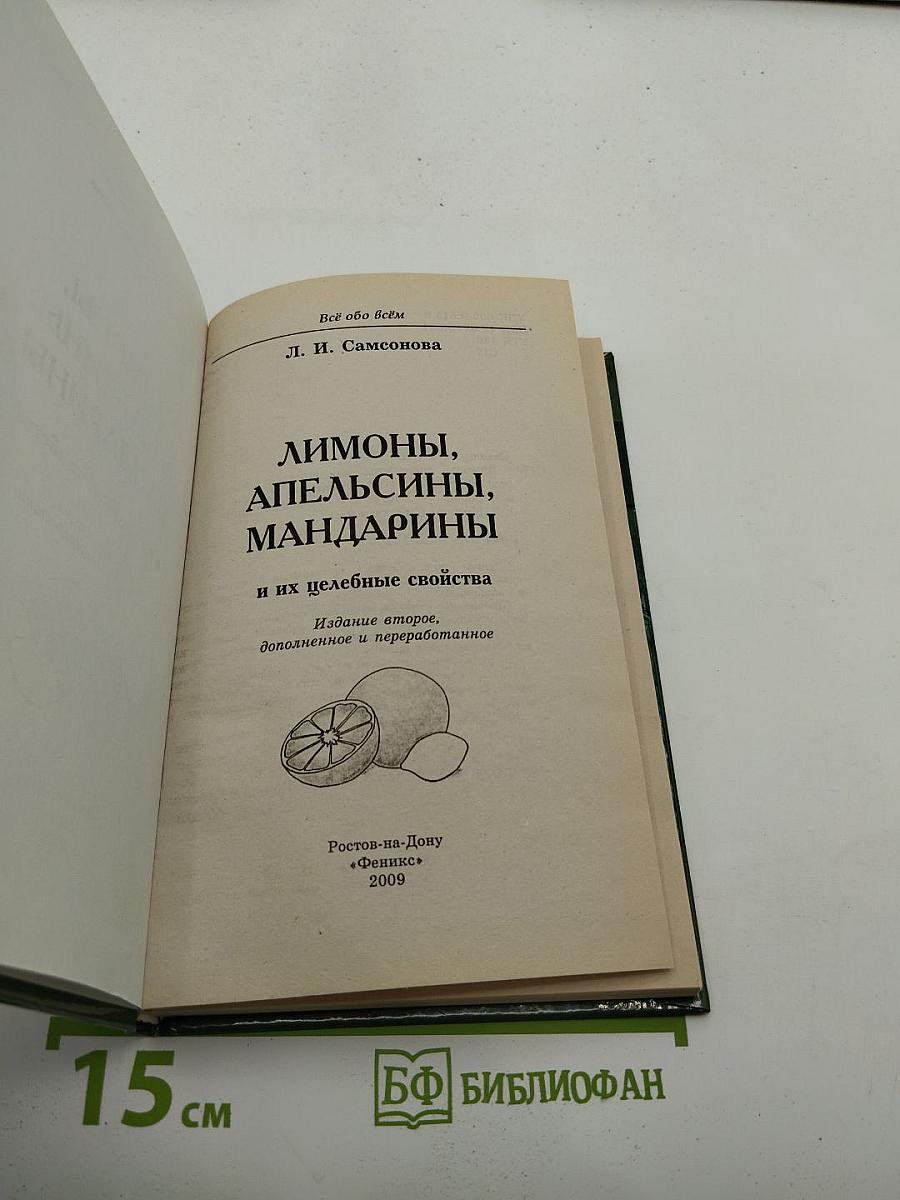 Всё обо всём
Л. И. Самсонова
ЛИМОНЫ,
АПЕЛЬСИНЫ,
МАНДАРИНЫ
и их целебные свойства
Издание второе,
дополненное и переработанное
Ростов-на-Дону
«Феникс»
2009
15 см
БФ БИБЛИОФАН